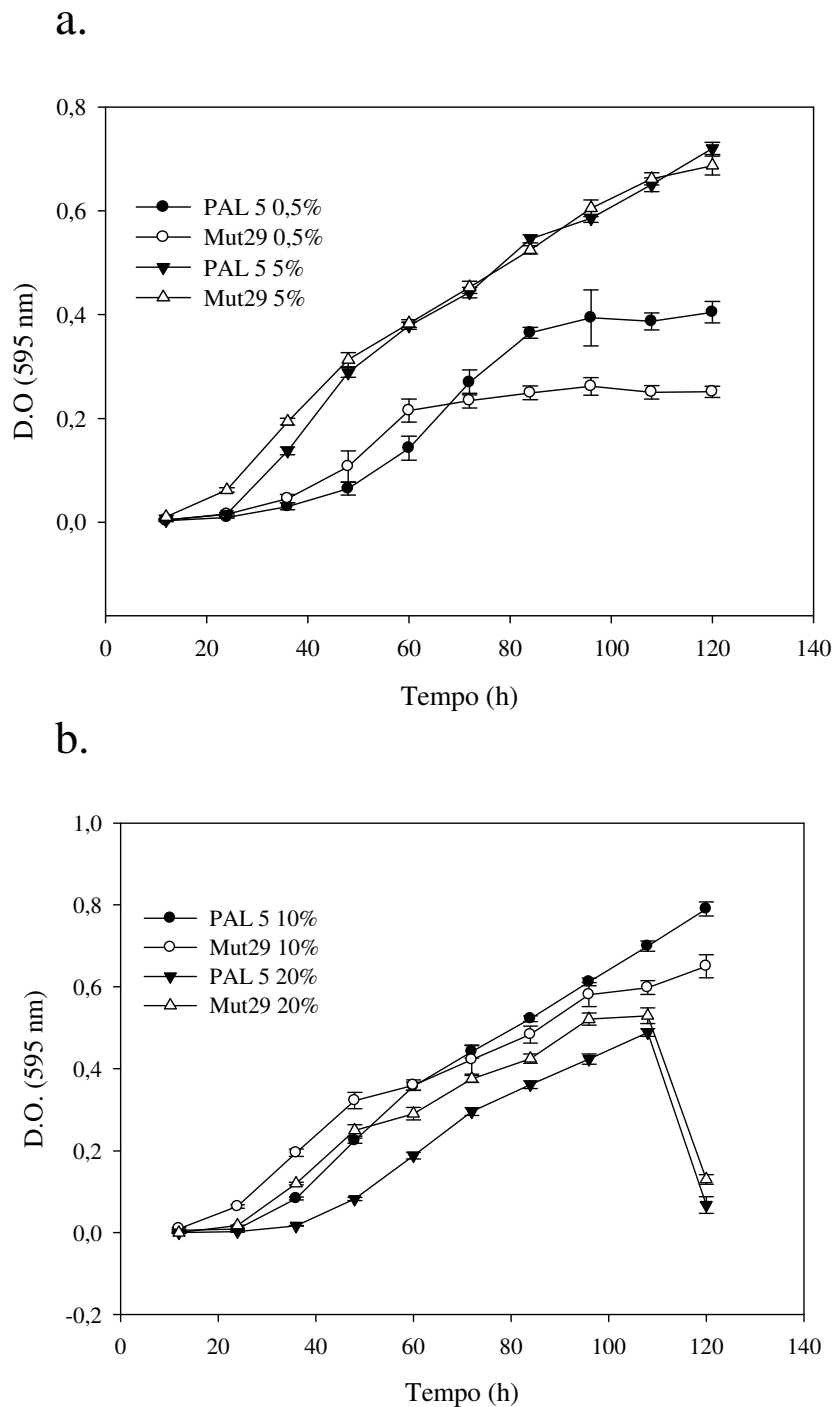 a.
0,8
0,6
0,4
0,2
0,0
D.O (595 nm)
PAL 5 0,5%
Mut29 0,5%
PAL 5 5%
Mut29 5%
0 20 40 60 80 100 120 140
Tempo (h)
b.
1,0
0,8
0,6
0,4
0,2
0,0
-0,2
D.O. (595 nm)
PAL 5 10%
Mut29 10%
PAL 5 20%
Mut29 20%
0 20 40 60 80 100 120 140
Tempo (h)